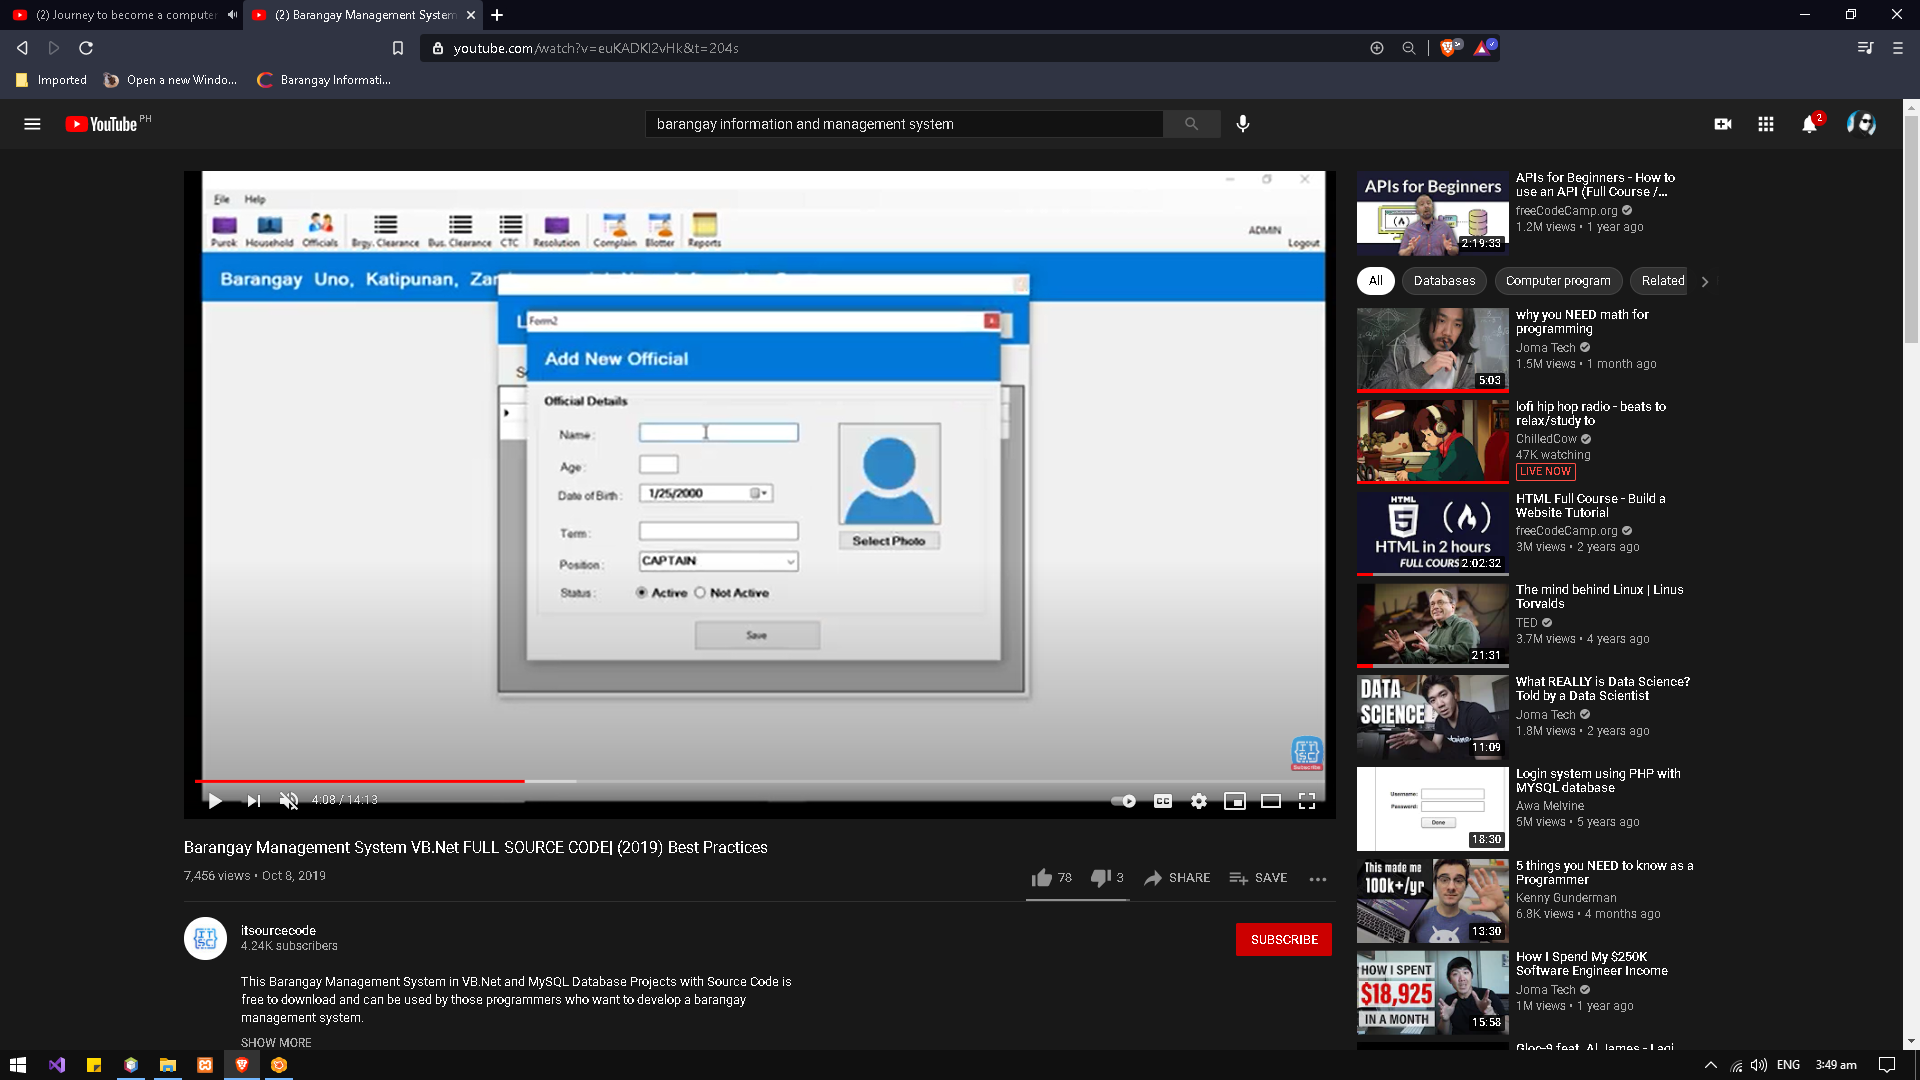 (2) Journey to become a computer
(2) Barangay Management System
youtube.com/watch?v=euKADKl2vHk&t=204s
Imported
Open a new Windo...
Barangay Informati...
YouTube PH
barangay information and management system
2
File Help
Purok Household Officials Brgy. Clearance Bus. Clearance CTC Resolution Complain Blotter Reports
ADMIN
Logout
Barangay Uno, Katipunan,
Form2
Add New Official
Official Details
Name :
Age :
Date of Birth : 1/25/2000
Term :
Position : CAPTAIN
Status : Active Not Active
Select Photo
Save
4:08 / 14:13
CC
Barangay Management System VB.Net FULL SOURCE CODE| (2019) Best Practices
7,456 views • Oct 8, 2019
78 3 SHARE SAVE
itsourcecode
4.24K subscribers
SUBSCRIBE
This Barangay Management System in VB.Net and MySQL Database Projects with Source Code is
free to download and can be used by those programmers who want to develop a barangay
management system.
SHOW MORE
APIs for Beginners
2:19:33
APIs for Beginners - How to
use an API (Full Course /...
freeCodeCamp.org
1.2M views • 1 year ago
All Databases Computer program Related
5:03
why you NEED math for
programming
Joma Tech
1.5M views • 1 month ago
lofi hip hop radio - beats to
relax/study to
ChilledCow
47K watching
LIVE NOW
HTML
HTML in 2 hours
FULL COURS
2:02:32
HTML Full Course - Build a
Website Tutorial
freeCodeCamp.org
3M views • 2 years ago
21:31
The mind behind Linux | Linus
Torvalds
TED
3.7M views • 4 years ago
DATA
SCIENCE
11:09
What REALLY is Data Science?
Told by a Data Scientist
Joma Tech
1.8M views • 2 years ago
Username:
Password:
Done
18:30
Login system using PHP with
MYSQL database
Awa Melvine
5M views • 5 years ago
This made me
100k+/yr
13:30
5 things you NEED to know as a
Programmer
Kenny Gunderman
6.8K views • 4 months ago
HOW I SPENT
$18,925
IN A MONTH
15:58
How I Spend My $250K
Software Engineer Income
Joma Tech
1M views • 1 year ago
Gloc-9 feat. Al James - Lagi
ENG 3:49 am